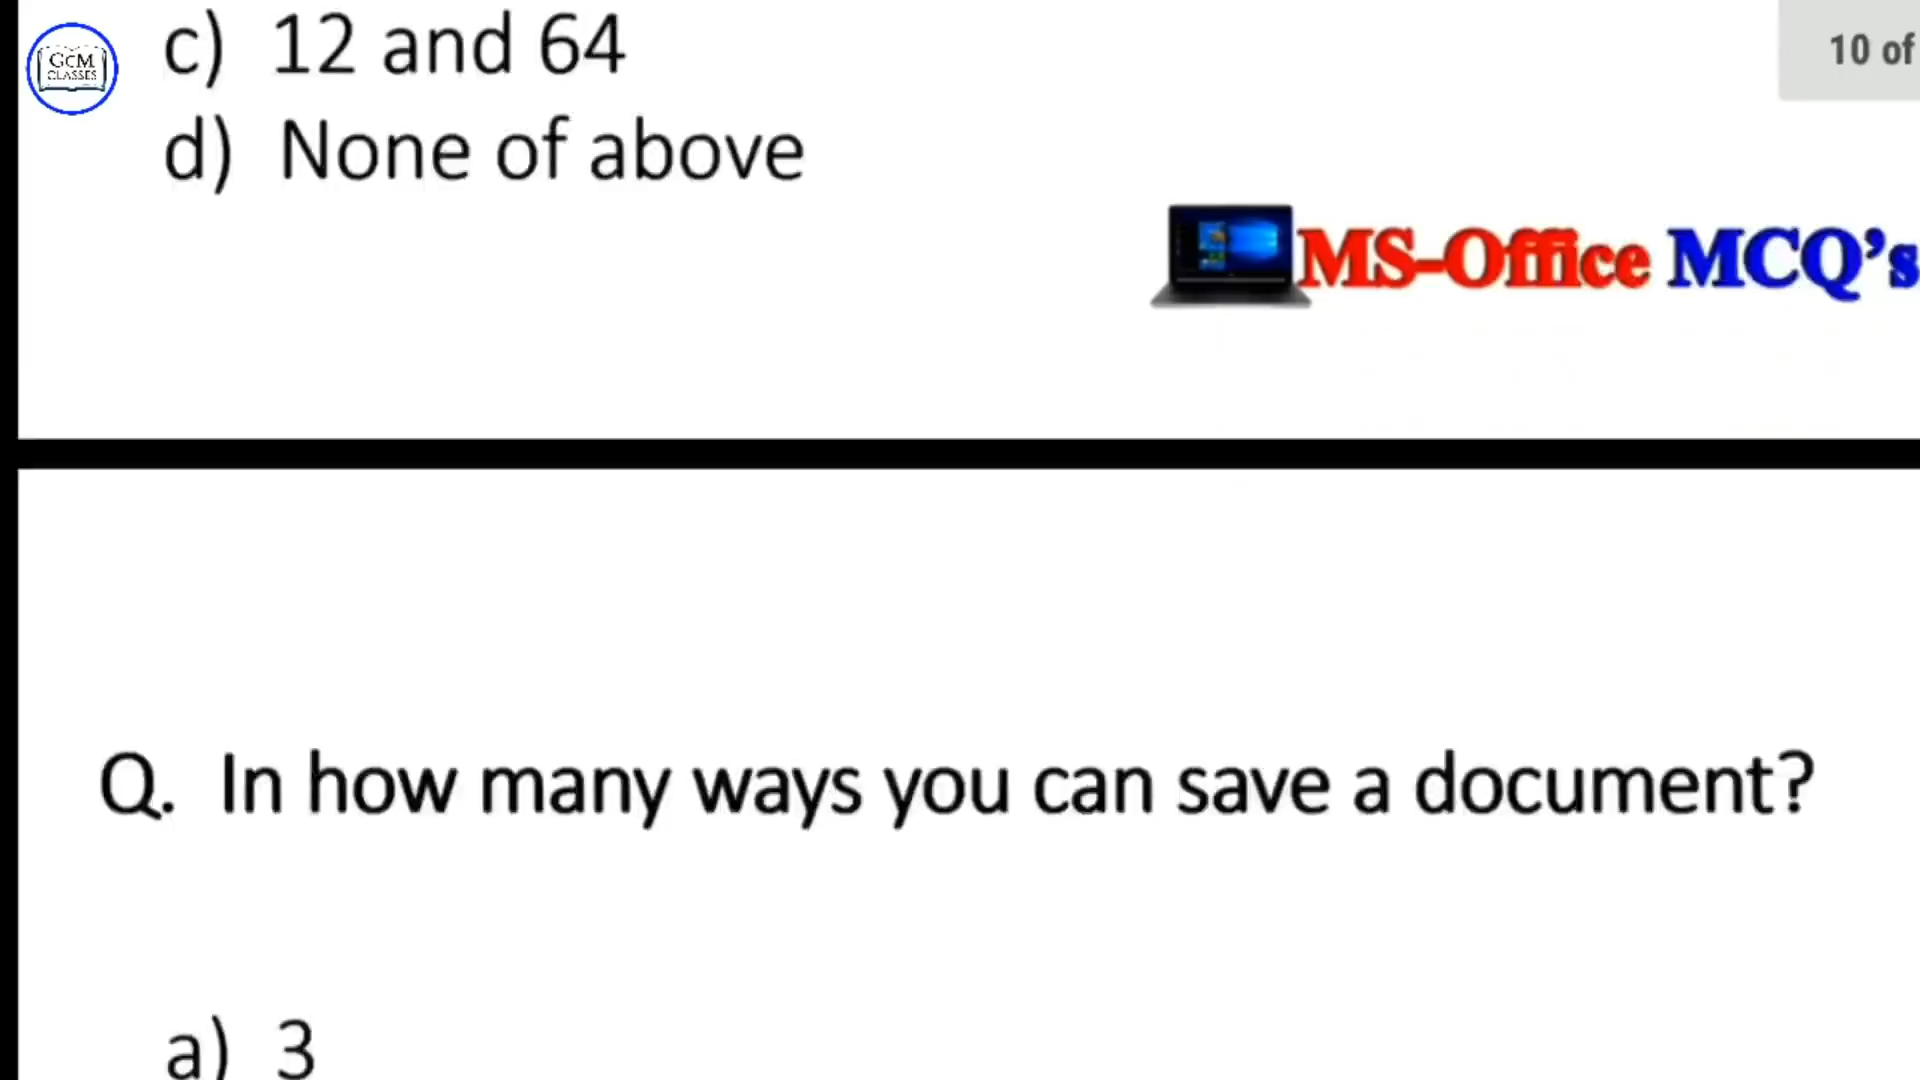 GCM
CLASSES
c) 12 and 64
10 of
d) None of above
MS-Office MCQ’s
Q. In how many ways you can save a document?
a) 3